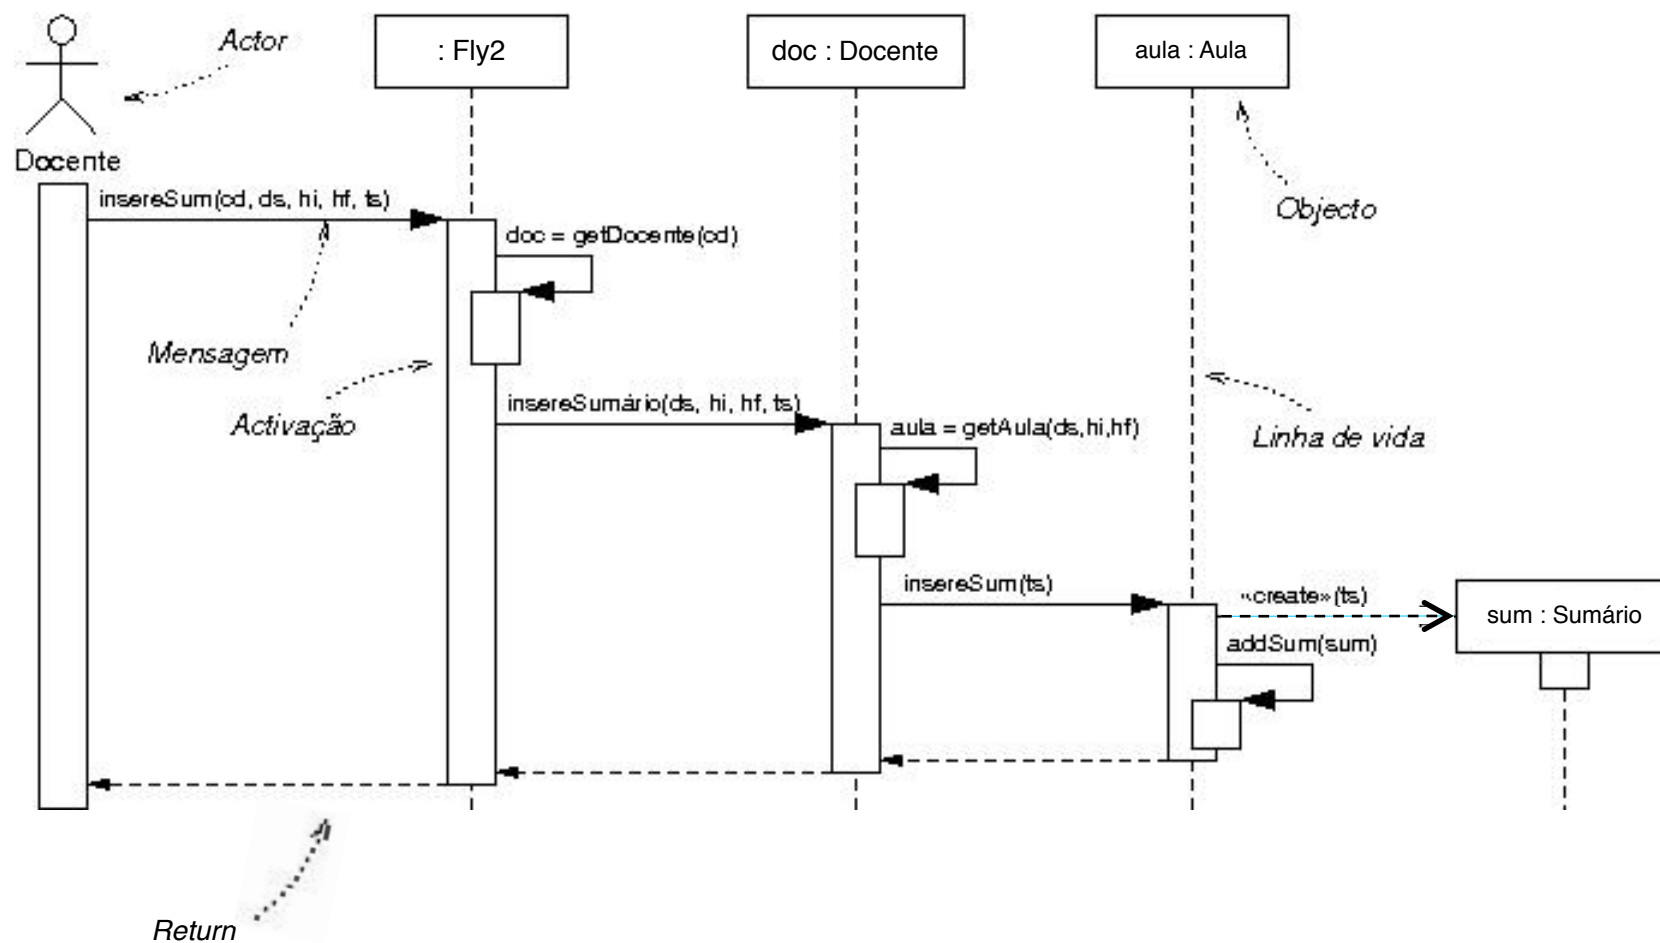 Actor
: Fly2
doc : Docente
aula : Aula
Docente
insereSum(cd, ds, hi, hf, ts)
doc = getDocente(cd)
Objecto
Mensagem
Activação
insereSumário(ds, hi, hf, ts)
aula = getAula(ds,hi,hf)
Linha de vida
insereSum(ts)
«create»(ts)
sum : Sumário
addSum(sum)
Return